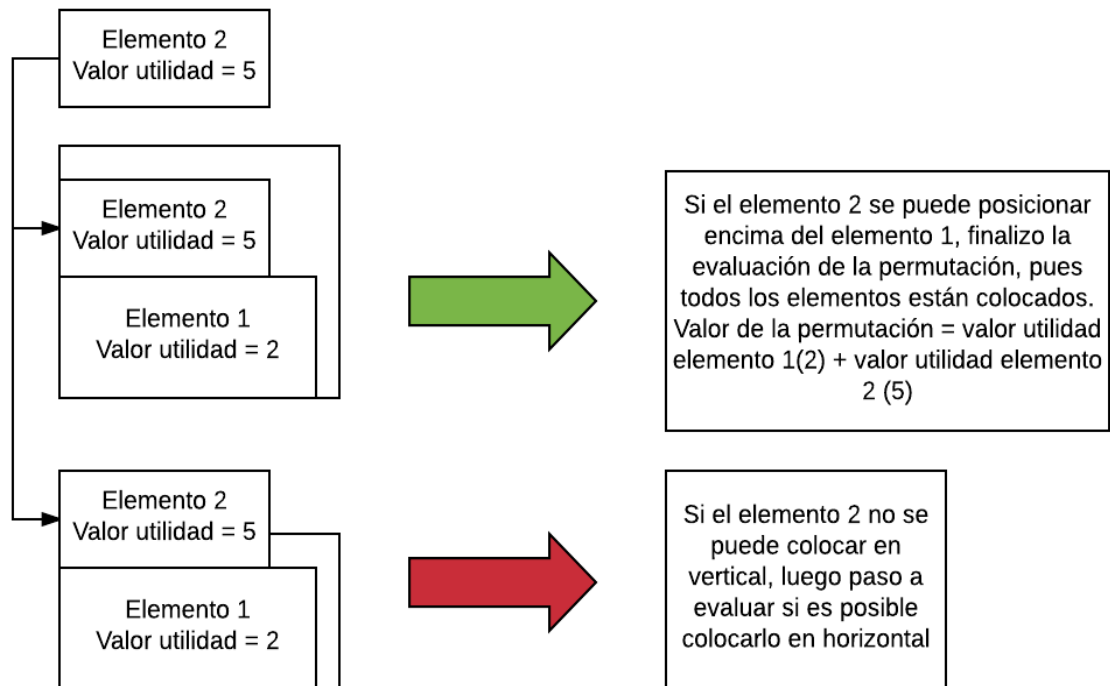 Elemento 2
Valor utilidad = 5
Elemento 2
Valor utilidad = 5
Elemento 1
Valor utilidad = 2
Si el elemento 2 se puede posicionar
encima del elemento 1, finalizo la
evaluación de la permutación, pues
todos los elementos están colocados.
Valor de la permutación = valor utilidad
elemento 1(2) + valor utilidad elemento
2 (5)
Elemento 2
Valor utilidad = 5
Elemento 1
Valor utilidad = 2
Si el elemento 2 no se
puede colocar en
vertical, luego paso a
evaluar si es posible
colocarlo en horizontal